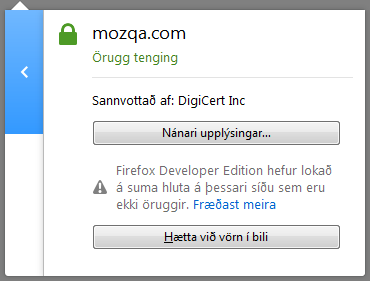 mozqa.com
Örugg tenging
Sannvottað af: DigiCert Inc
Nánari upplýsingar...
Firefox Developer Edition hefur lokað
á suma hluta á þessari síðu sem eru
ekki öruggir. Fræðast meira
Hætta við vörn í bili